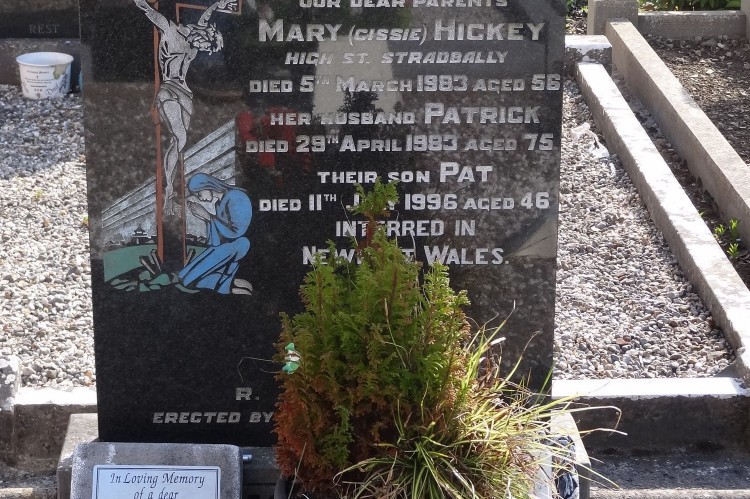 REST
OUR DEAR PARENTS
MARY (CISSIE) HICKEY
HIGH ST. STRADBALLY
DIED 5TH MARCH 1983 AGED 56
HER HUSBAND PATRICK
DIED 29TH APRIL 1983 AGED 75
THEIR SON PAT
DIED 11TH 1996 AGED 46
INTERRED IN
WALES.
R.
ERECTED BY
In Loving Memory
of a dear